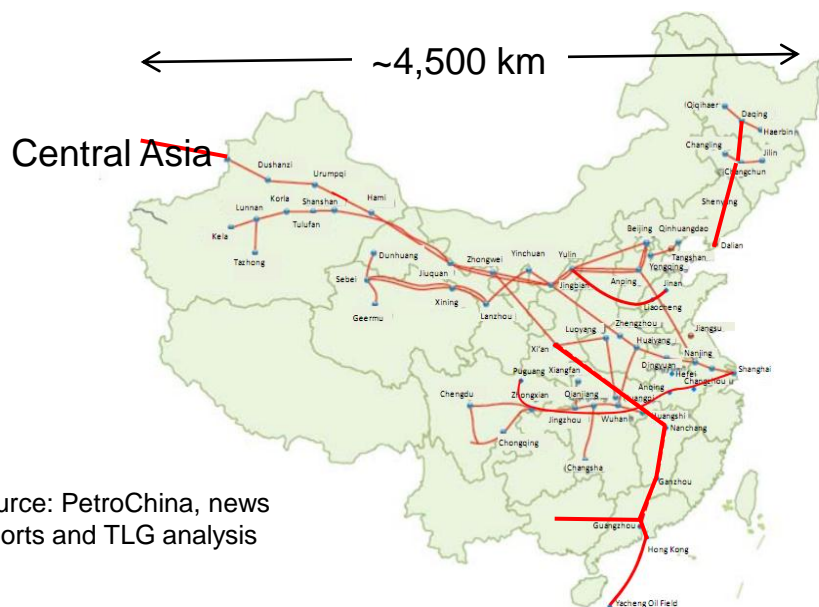 ~4,500 km
Central Asia
(Q)qihaer
Daqing
Haerbin
Changling
Jilin
(Changchun
Shenyang
Dalian
Dushanzi
Urumpqi
Hami
Korla
Shanshan
Lunnan
Tulufan
Kela
Tazhong
Dunhuang
Sebei
Geermu
Jiuquan
Xining
Lanzhou
Zhongwei
Yinchuan
Yulin
Jingbian
Beijing
Qinhuangdao
Tangshan
Yongqing
Anping
Jinan
Liaocheng
Xi'an
Luoyang
Zhengzhou
Huaiyang
Jiangsu
Nanjing
Shanghai
Dingyuan
Hefei
Anqing
Changzhou
Puguang
Xiangfan
Chengdu
Zhongxian
Qianjiang
Jingzhou
Wuhan
Huangshi
Nanchang
Chongqing
(Changsha
Ganzhou
Guangzhou
Hong Kong
Yacheng Oil Field
urce: PetroChina, news
orts and TLG analysis